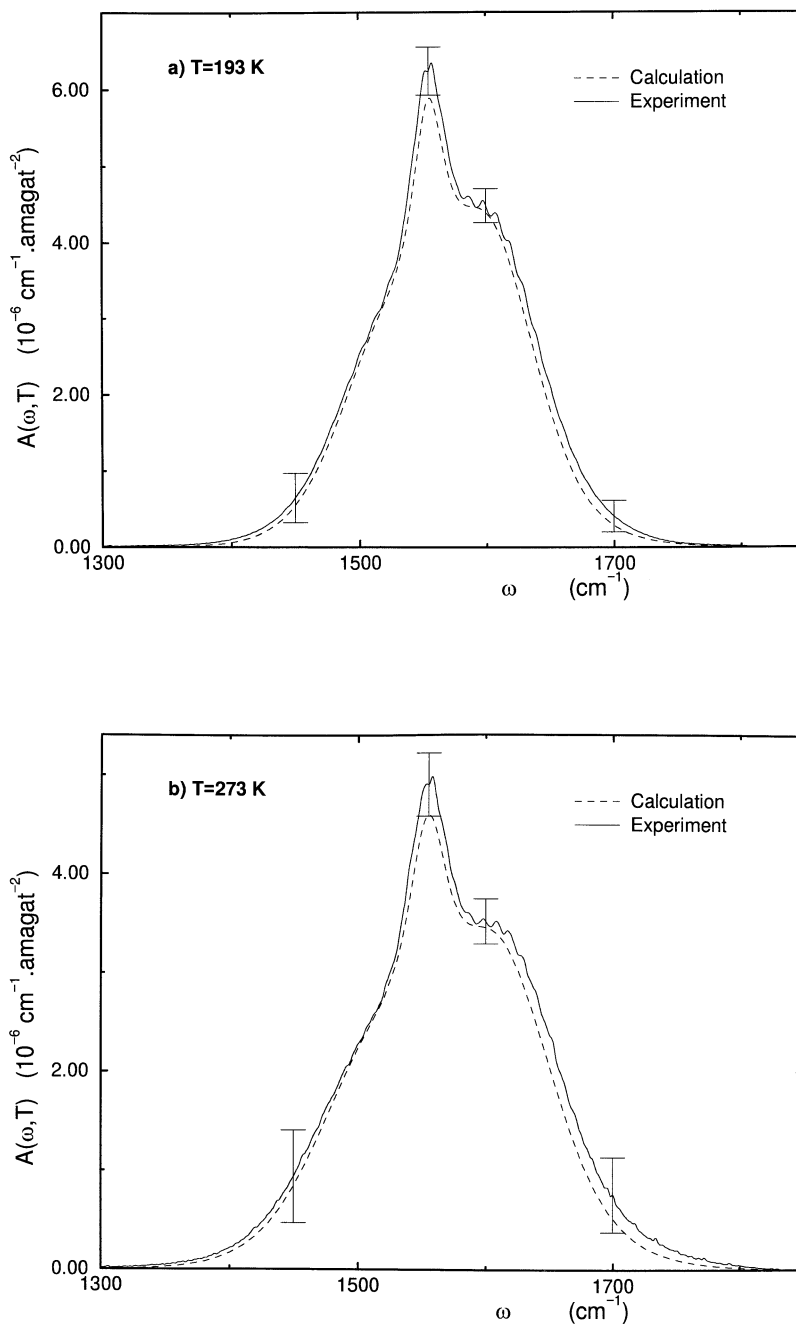 a) T=193 K
Calculation
Experiment
6.00
4.00
2.00
0.00
A(ω,T) (10⁻⁶ cm⁻¹.amagat⁻²)
1300
1500
1700
ω (cm⁻¹)
b) T=273 K
Calculation
Experiment
4.00
2.00
0.00
A(ω,T) (10⁻⁶ cm⁻¹.amagat⁻²)
1300
1500
1700
ω (cm⁻¹)